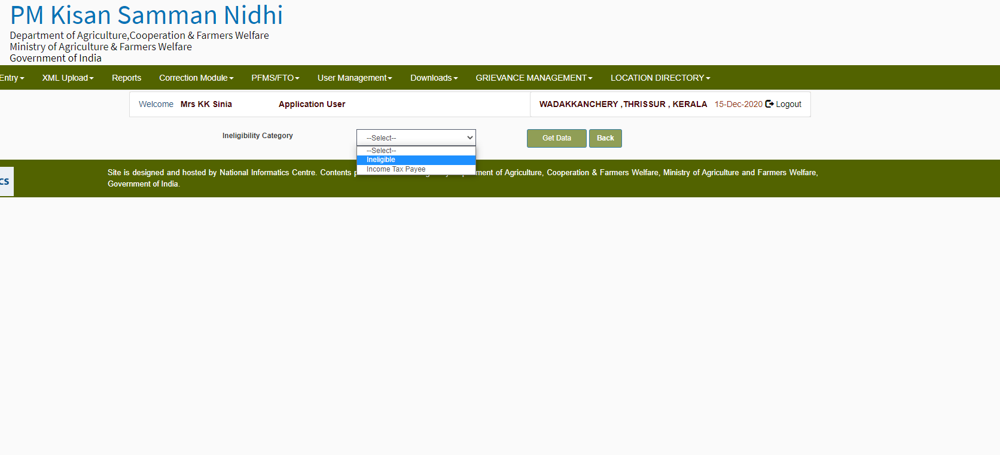 PM Kisan Samman Nidhi
Department of Agriculture,Cooperation & Farmers Welfare
Ministry of Agriculture & Farmers Welfare
Government of India
Entry XML Upload Reports Correction Module PFMS/FTO User Management Downloads GRIEVANCE MANAGEMENT LOCATION DIRECTORY
Welcome Mrs KK Sinia Application User WADAKKANCHERY ,THRISSUR , KERALA 15-Dec-2020 Logout
Ineligibility Category --Select-- Get Data Back
--Select--
Ineligible
Income Tax Payee
Site is designed and hosted by National Informatics Centre. Contents of Agriculture, Cooperation & Farmers Welfare, Ministry of Agriculture and Farmers Welfare,
Government of India.